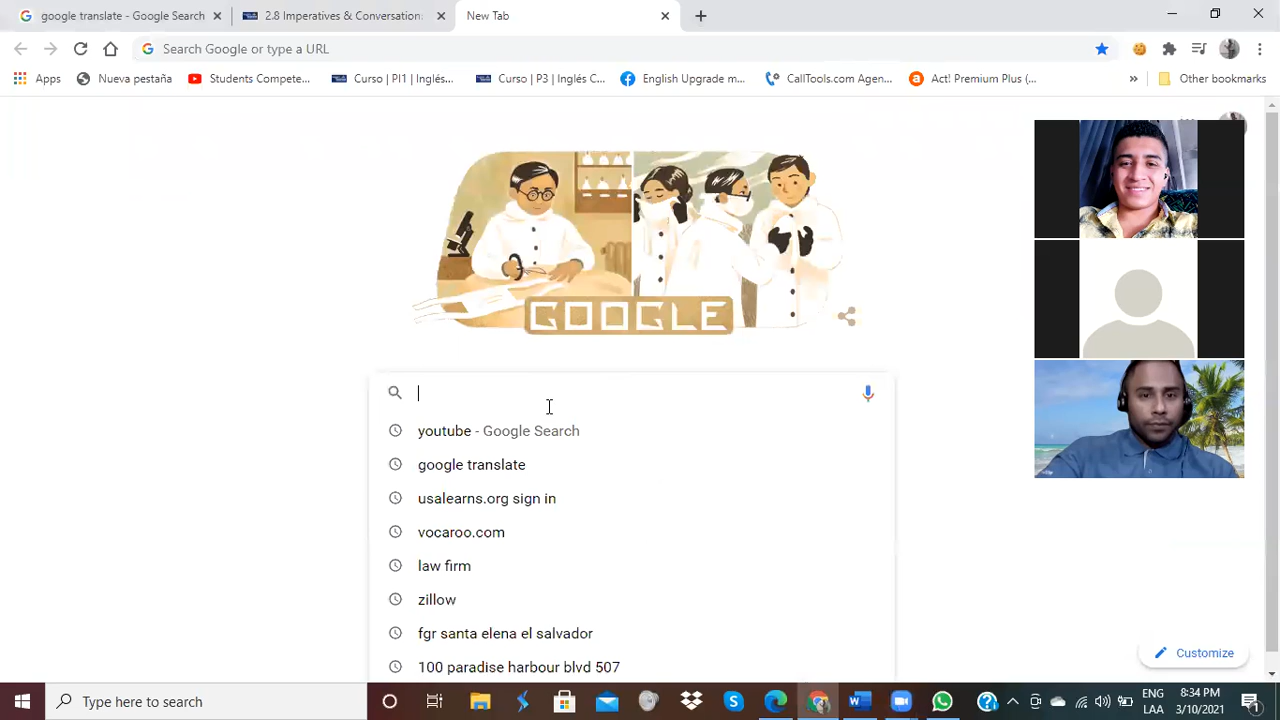 google translate - Google Search
2.8 Imperatives & Conversation:
New Tab
Search Google or type a URL
Apps
Nueva pestaña
Students Compete...
Curso | PI1 | Inglés...
Curso | P3 | Inglés C...
English Upgrade m...
CallTools.com Agen...
Act! Premium Plus (...
Other bookmarks
GOOGLE
youtube - Google Search
google translate
usalearns.org sign in
vocaroo.com
law firm
zillow
fgr santa elena el salvador
100 paradise harbour blvd 507
Customize
Type here to search
ENG
LAA
8:34 PM
3/10/2021